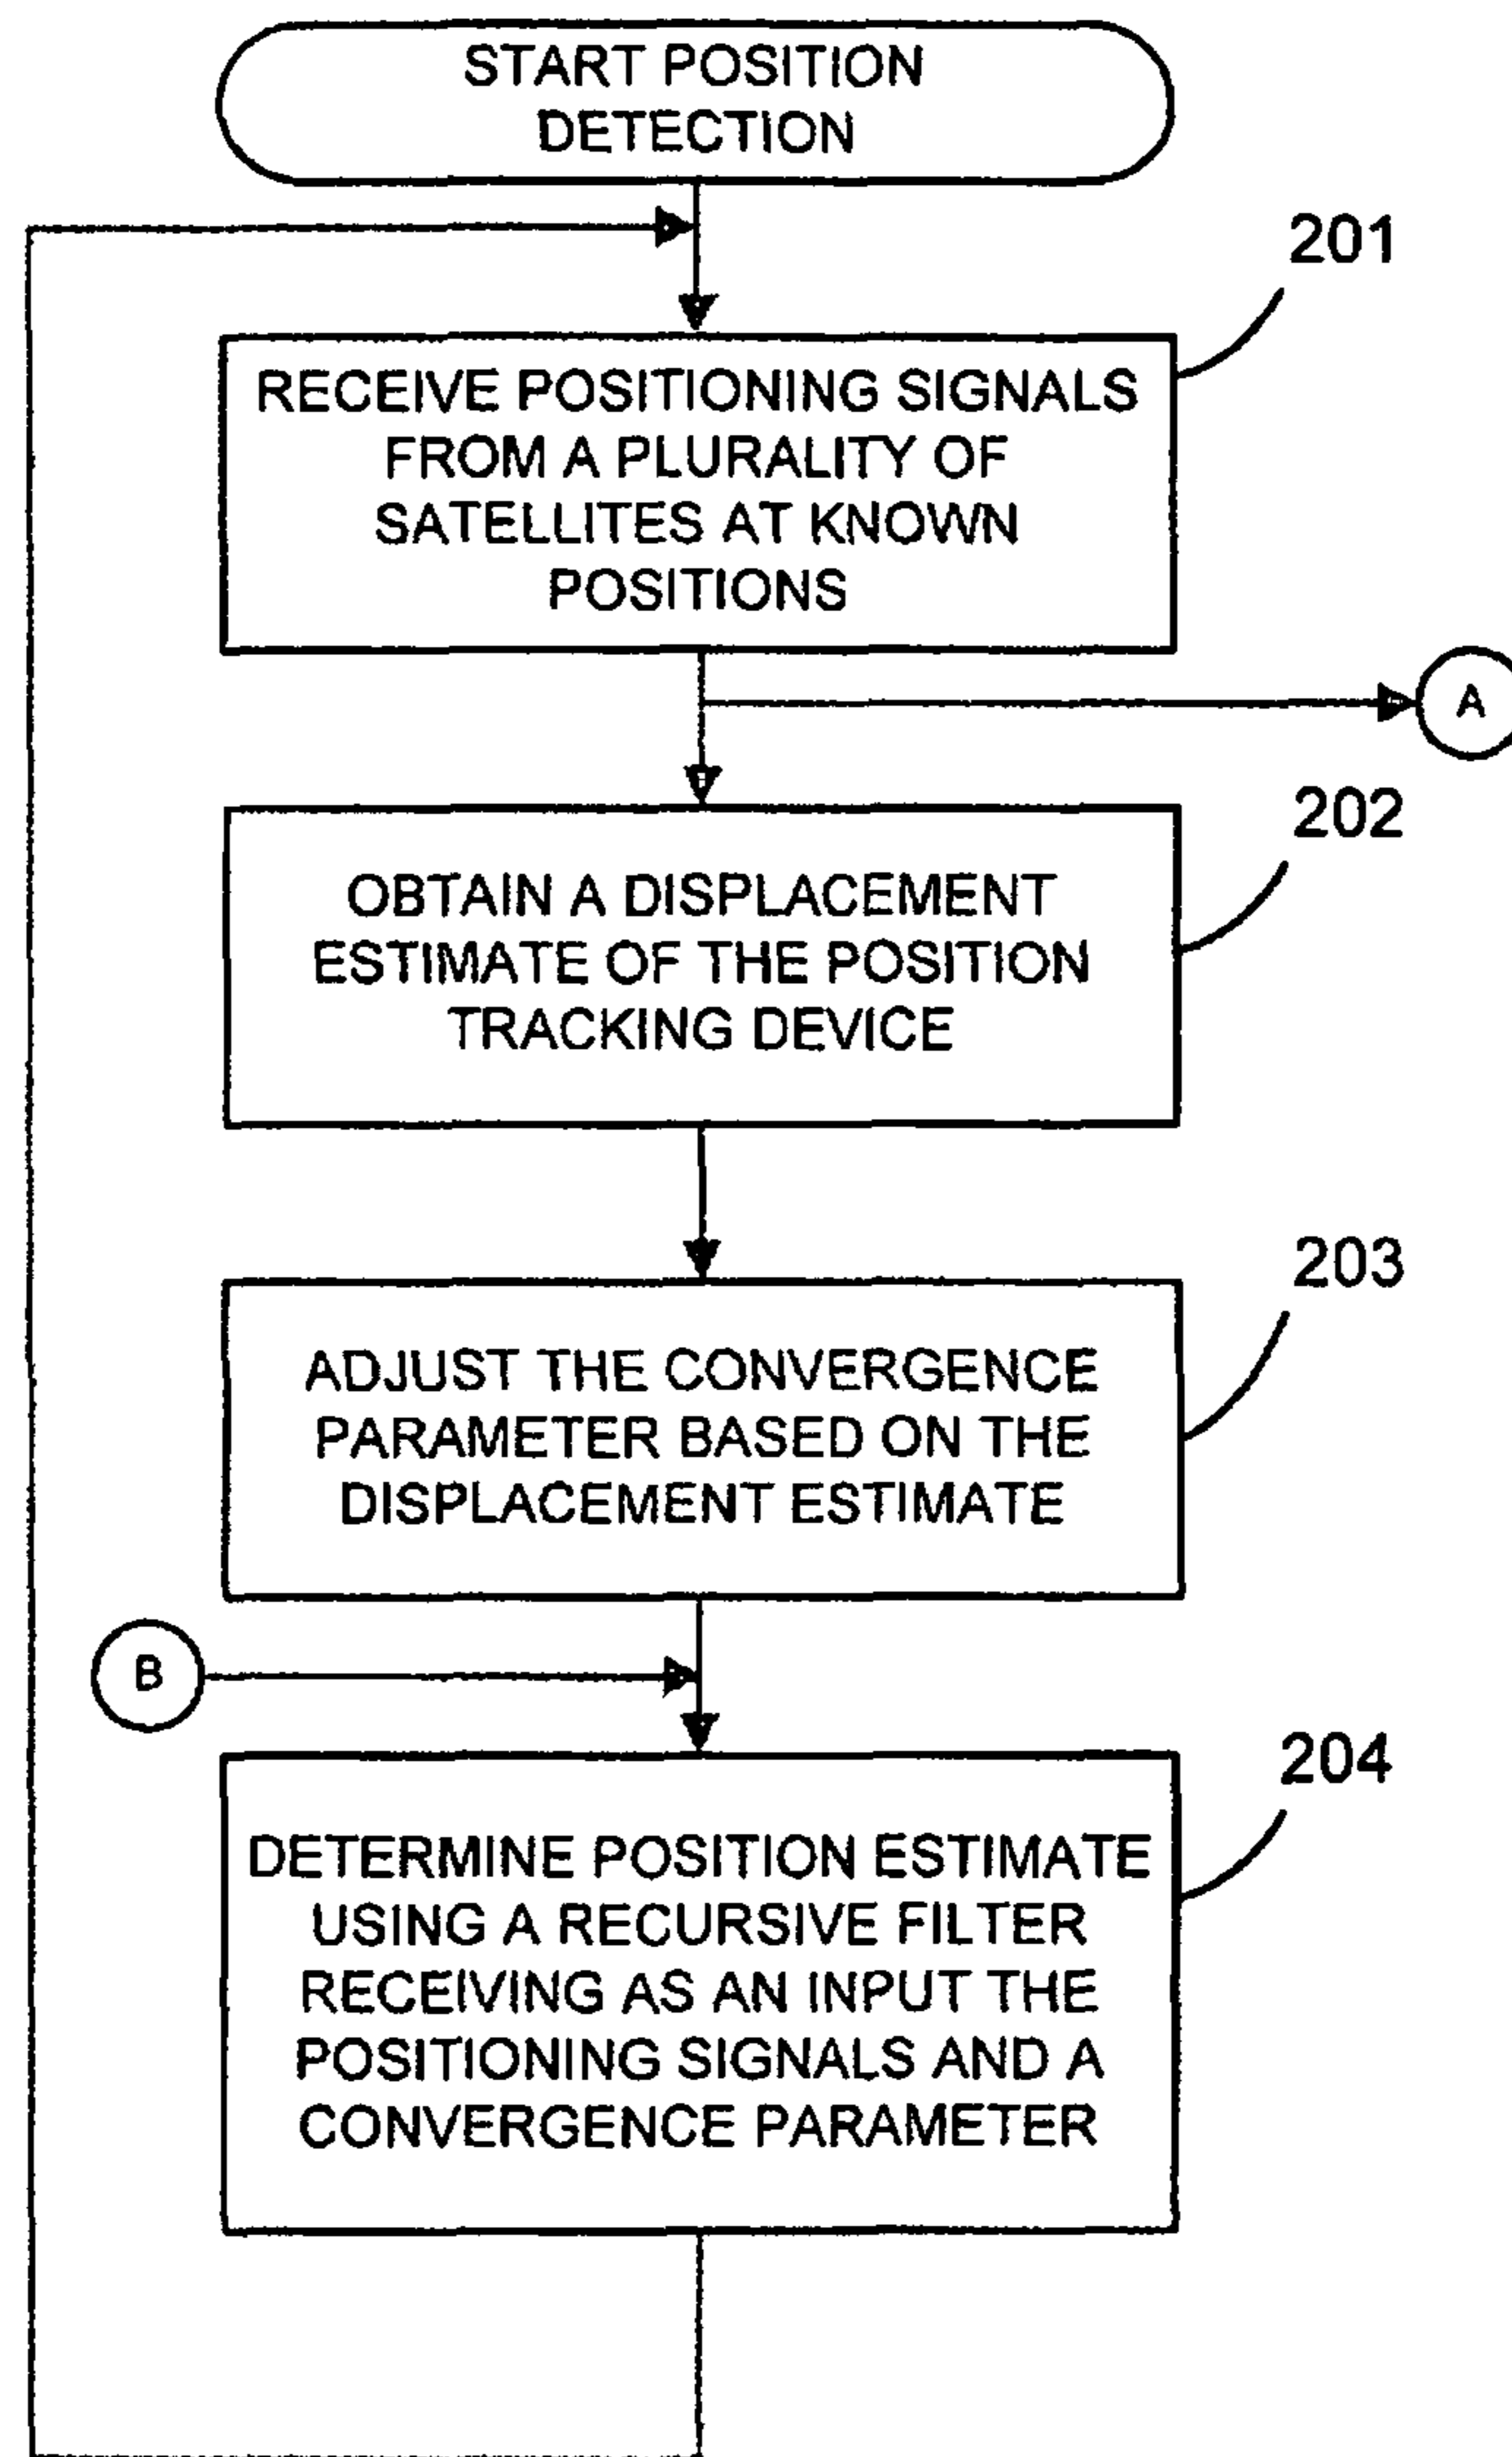 START POSITION
DETECTION
201
RECEIVE POSITIONING SIGNALS
FROM A PLURALITY OF
SATELLITES AT KNOWN
POSITIONS
A
202
OBTAIN A DISPLACEMENT
ESTIMATE OF THE POSITION
TRACKING DEVICE
203
ADJUST THE CONVERGENCE
PARAMETER BASED ON THE
DISPLACEMENT ESTIMATE
B
204
DETERMINE POSITION ESTIMATE
USING A RECURSIVE FILTER
RECEIVING AS AN INPUT THE
POSITIONING SIGNALS AND A
CONVERGENCE PARAMETER